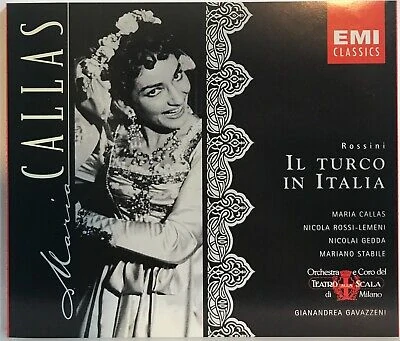 Maria CALLAS
EMI
CLASSICS
Rossini
IL TURCO
IN ITALIA
MARIA CALLAS
NICOLA ROSSI-LEMENI
NICOLAI GEDDA
MARIANO STABILE
Orchestra e Coro del
TEATRO ALLA SCALA
di Milano
GIANANDREA GAVAZZENI